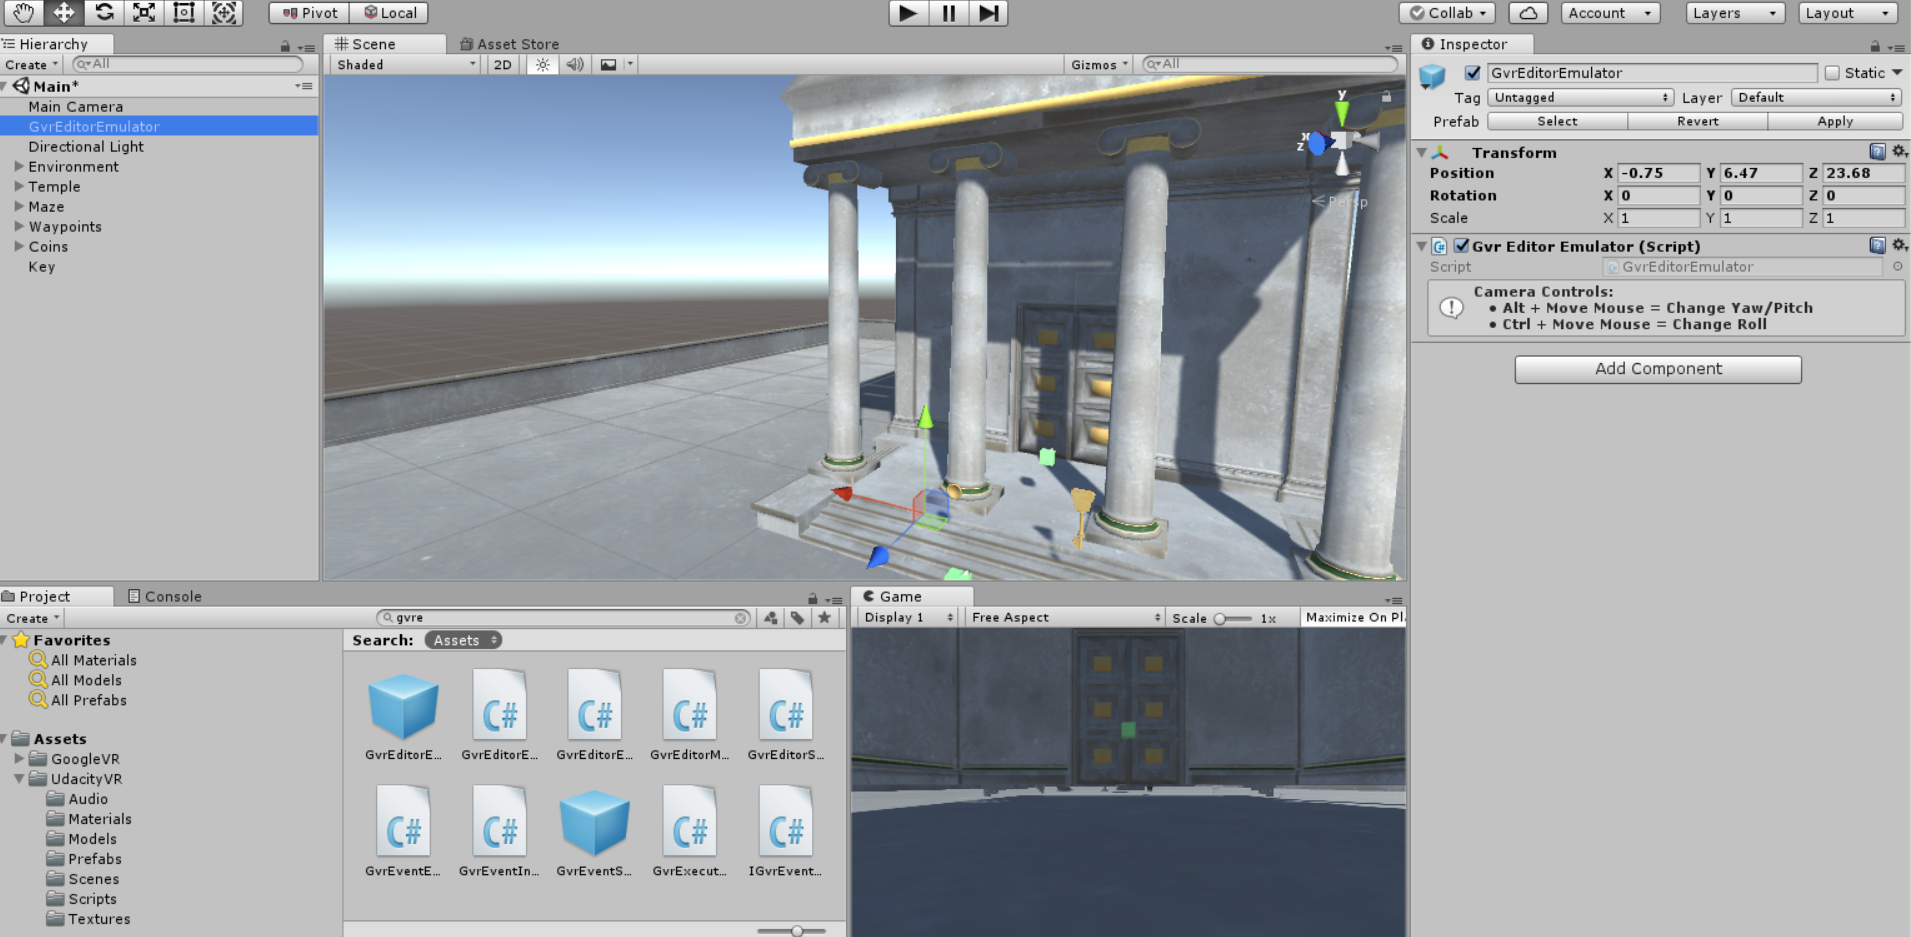 Pivot Local Collab Account Layers Layout
Hierarchy
Create All
Main*
Main Camera
GvrEditorEmulator
Directional Light
Environment
Temple
Maze
Waypoints
Coins
Key
Scene Asset Store
Shaded 2D Gizmos All
y
x
z
Persp
Inspector
GvrEditorEmulator Static
Tag Untagged Layer Default
Prefab Select Revert Apply
Transform
Position X -0.75 Y 6.47 Z 23.68
Rotation X 0 Y 0 Z 0
Scale X 1 Y 1 Z 1
C# Gvr Editor Emulator (Script)
Script GvrEditorEmulator
Camera Controls:
• Alt + Move Mouse = Change Yaw/Pitch
• Ctrl + Move Mouse = Change Roll
Add Component
Project Console
Create gvre
Favorites
All Materials
All Models
All Prefabs
Assets
GoogleVR
UdacityVR
Audio
Materials
Models
Prefabs
Scenes
Scripts
Textures
Search: Assets
C# C# C# C#
GvrEditorE... GvrEditorE... GvrEditorE... GvrEditorM... GvrEditorS...
C# C# C# C#
GvrEventE... GvrEventIn... GvrEventS... GvrExecut... IGvrEvent...
Game
Display 1 Free Aspect Scale 1x Maximize On Pl